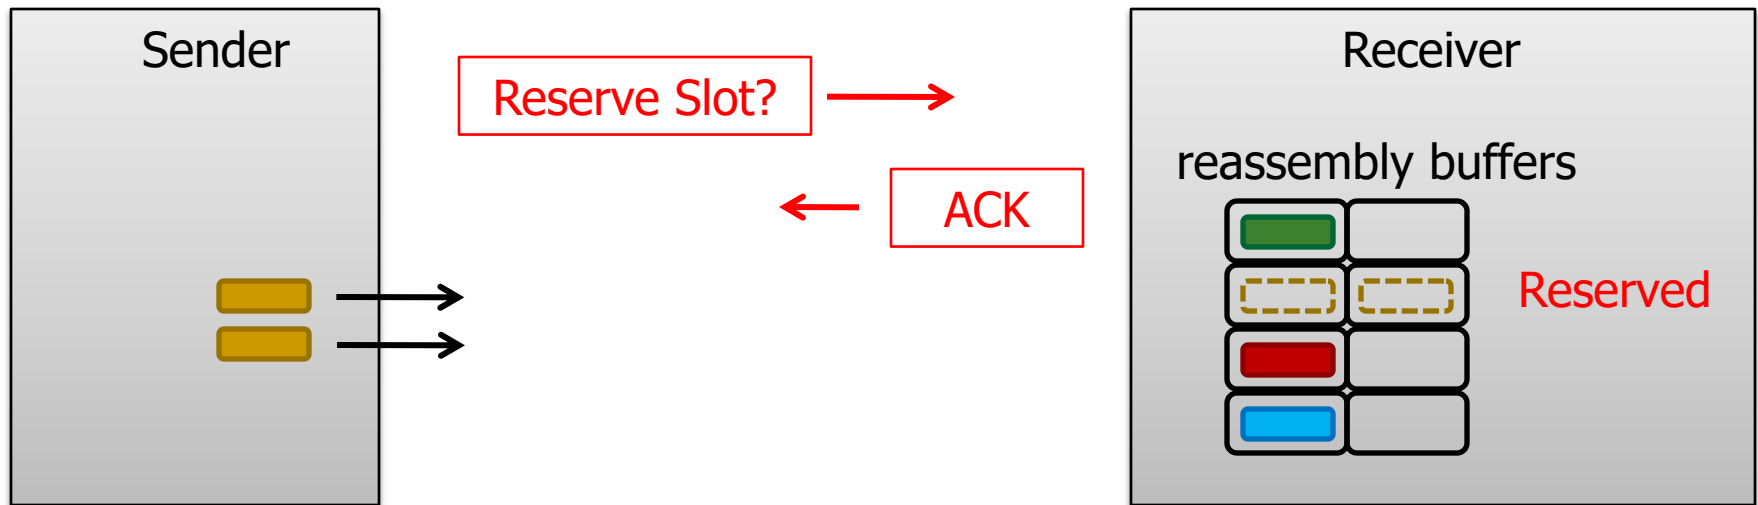 Sender
Reserve Slot?
ACK
Receiver
reassembly buffers
Reserved